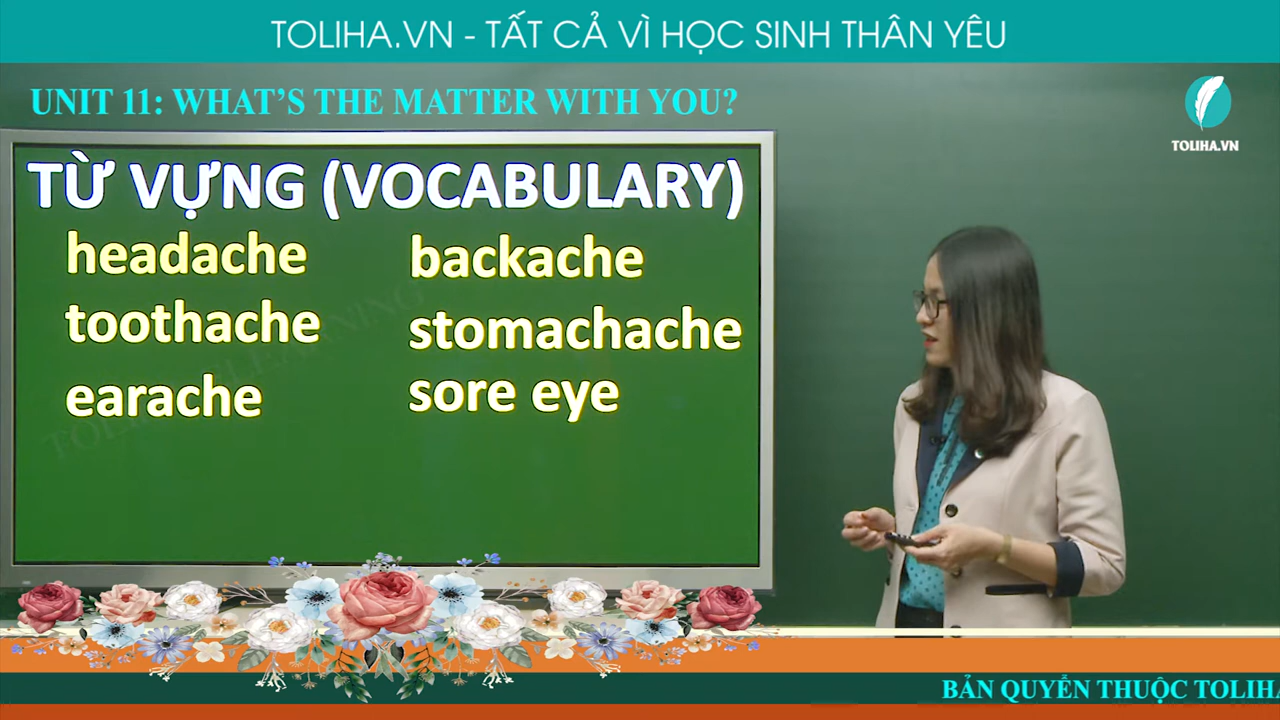 TOLIHA.VN - TẤT CẢ VÌ HỌC SINH THÂN YÊU
UNIT 11: WHAT'S THE MATTER WITH YOU?
TOLIHA.VN
TỪ VỰNG (VOCABULARY)
headache backache
toothache stomachache
earache sore eye
BẢN QUYỀN THUỘC TOLIHA